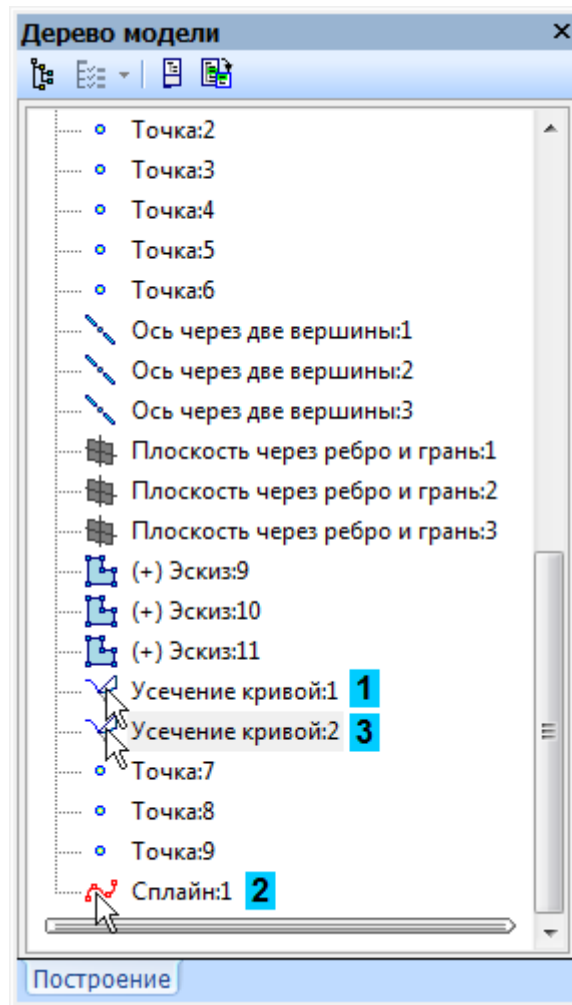 Дерево модели
Точка:2
Точка:3
Точка:4
Точка:5
Точка:6
Ось через две вершины:1
Ось через две вершины:2
Ось через две вершины:3
Плоскость через ребро и грань:1
Плоскость через ребро и грань:2
Плоскость через ребро и грань:3
(+) Эскиз:9
(+) Эскиз:10
(+) Эскиз:11
Усечение кривой:1 1
Усечение кривой:2 3
Точка:7
Точка:8
Точка:9
Сплайн:1 2
Построение